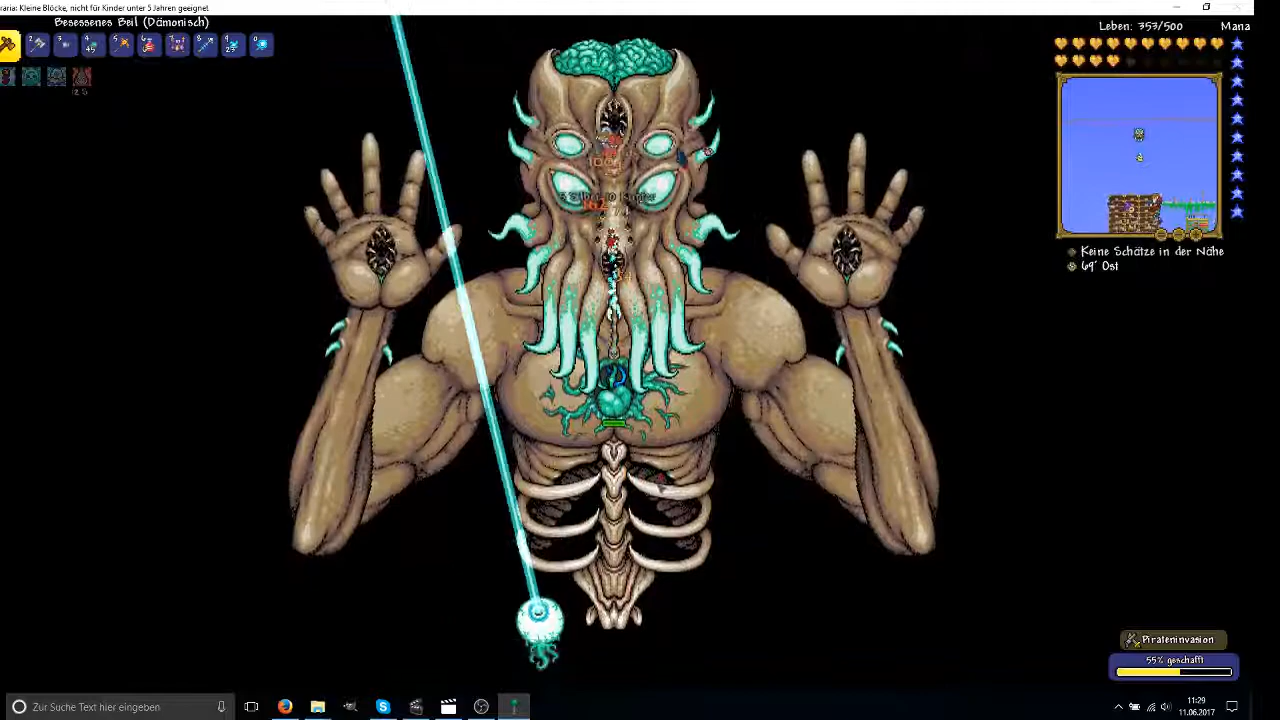 raria: Kleine Blöcke, nicht für Kinder unter 5 Jahren geeignet
Besessenes Beil (Dämonisch)
Leben: 353/500
Mana
Keine Schätze in der Nähe
69' Ost
Pirateninvasion
55% geschafft
Zur Suche Text hier eingeben
11:29
11.06.2017